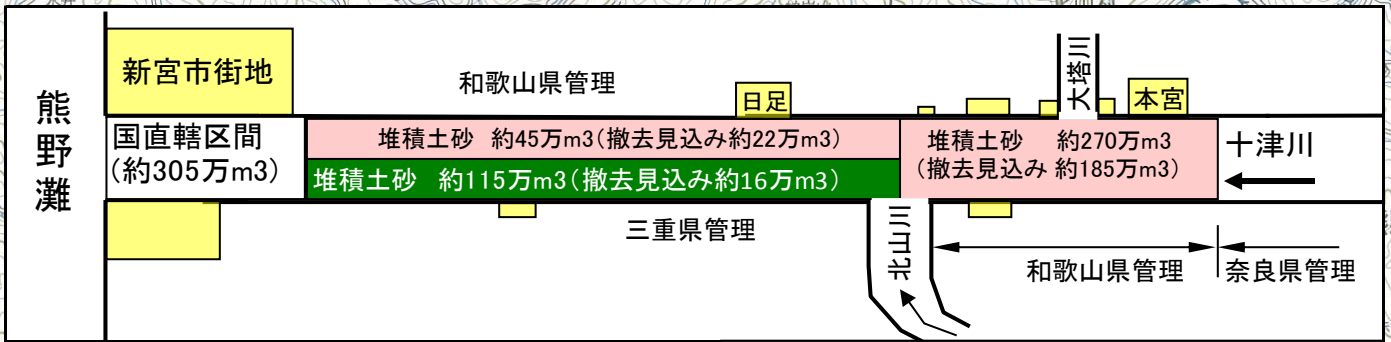 新宮市街地
和歌山県管理
日足
大塔川
本宮
熊野灘
国直轄区間
(約305万m3)
堆積土砂 約45万m3(撤去見込み約22万m3)
堆積土砂 約115万m3(撤去見込み約16万m3)
堆積土砂 約270万m3
(撤去見込み 約185万m3)
十津川
三重県管理
北山川
和歌山県管理
奈良県管理